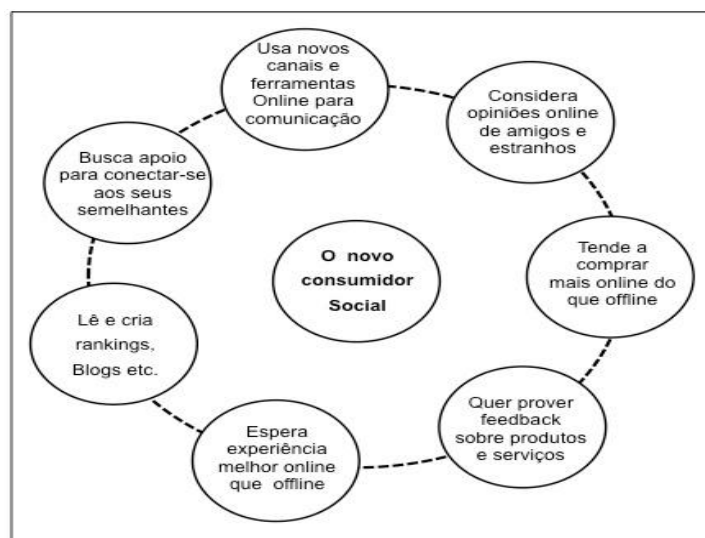 Usa novos
canais e
ferramentas
Online para
comunicação
Considera
opiniões online
de amigos e
estranhos
Tende a
comprar
mais online do
que offline
Quer prover
feedback
sobre produtos
e serviços
Espera
experiência
melhor online
que offline
Lê e cria
rankings,
Blogs etc.
Busca apoio
para conectar-se
aos seus
semelhantes
O novo
consumidor
Social